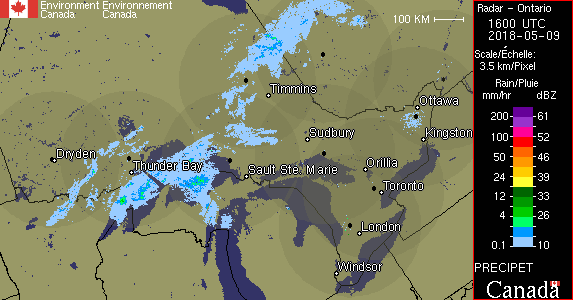 Environment Environnement
Canada Canada
100 KM
Timmins
Ottawa
Sudbury
Kingston
Dryden
Thunder Bay
Sault Ste. Marie
Orillia
Toronto
London
Windsor
Radar - Ontario
1600 UTC
2018-05-09
Scale/Échelle:
3.5 km/Pixel
Rain/Pluie
mm/hr dBZ
200 61
100 52
50 46
24 39
12 33
4 26
0.1 10
PRECIPET
Canada